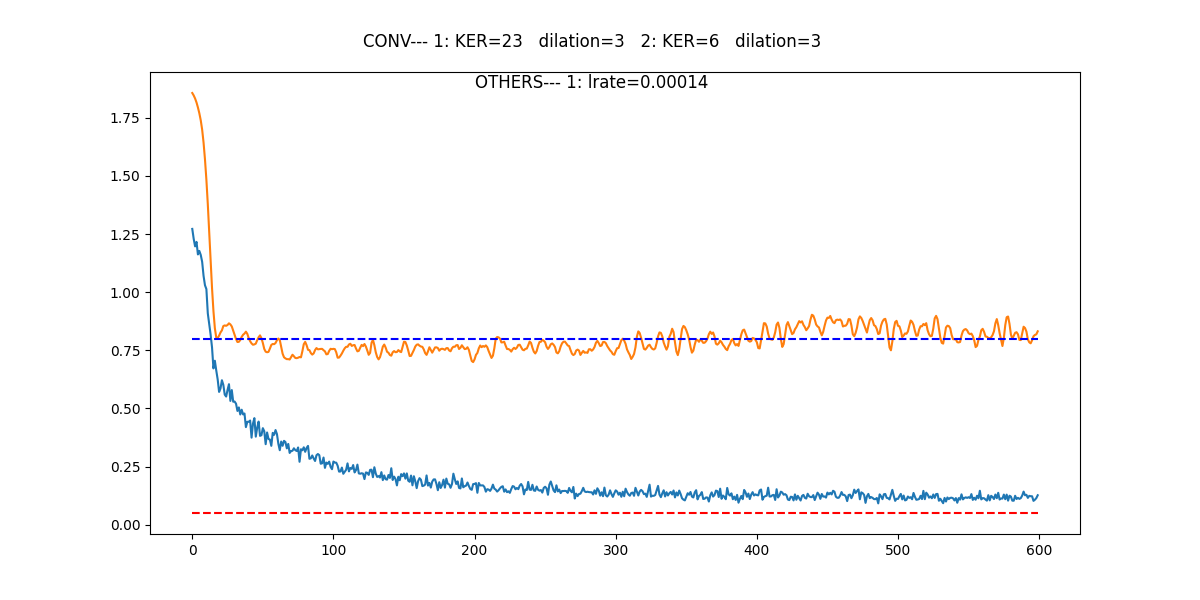 CONV--- 1: KER=23   dilation=3   2: KER=6   dilation=3
OTHERS--- 1: lrate=0.00014
1.75
1.50
1.25
1.00
0.75
0.50
0.25
0.00
0 100 200 300 400 500 600